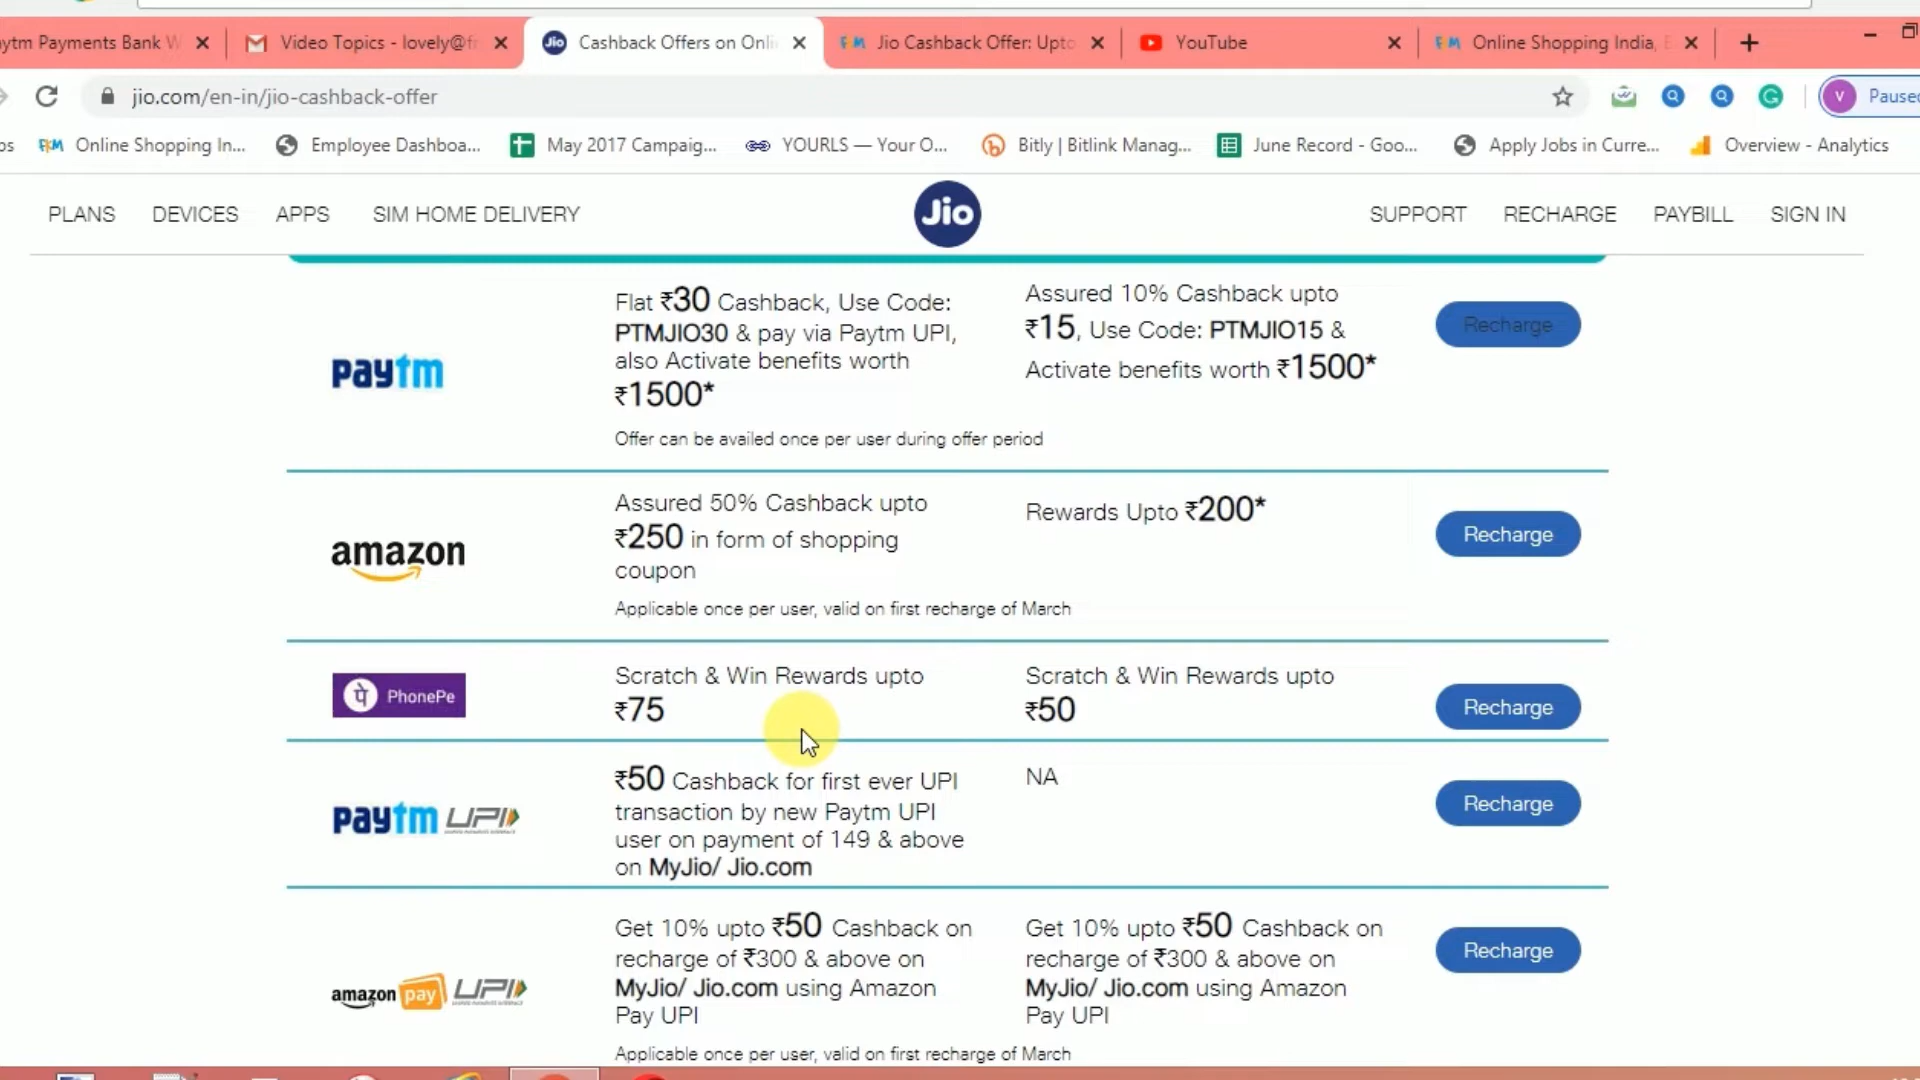 ytm Payments Bank W
Video Topics - lovely@fr
Jio Cashback Offers on Onli
FKM Jio Cashback Offer: Upto
YouTube
FKM Online Shopping India,
jio.com/en-in/jio-cashback-offer
V Paused
ps FKM Online Shopping In... Employee Dashboa... May 2017 Campaig... YOURLS — Your O... Bitly | Bitlink Manag... June Record - Goo... Apply Jobs in Curre... Overview - Analytics
PLANS DEVICES APPS SIM HOME DELIVERY Jio SUPPORT RECHARGE PAYBILL SIGN IN
paytm
Flat ₹30 Cashback, Use Code:
PTMJIO30 & pay via Paytm UPI,
also Activate benefits worth
₹1500*
Assured 10% Cashback upto
₹15, Use Code: PTMJIO15 &
Activate benefits worth ₹1500*
Recharge
Offer can be availed once per user during offer period
amazon
Assured 50% Cashback upto
₹250 in form of shopping
coupon
Rewards Upto ₹200*
Recharge
Applicable once per user, valid on first recharge of March
पे PhonePe
Scratch & Win Rewards upto
₹75
Scratch & Win Rewards upto
₹50
Recharge
paytm UPI
₹50 Cashback for first ever UPI
transaction by new Paytm UPI
user on payment of 149 & above
on MyJio/ Jio.com
NA
Recharge
amazon pay UPI
Get 10% upto ₹50 Cashback on
recharge of ₹300 & above on
MyJio/ Jio.com using Amazon
Pay UPI
Get 10% upto ₹50 Cashback on
recharge of ₹300 & above on
MyJio/ Jio.com using Amazon
Pay UPI
Recharge
Applicable once per user, valid on first recharge of March